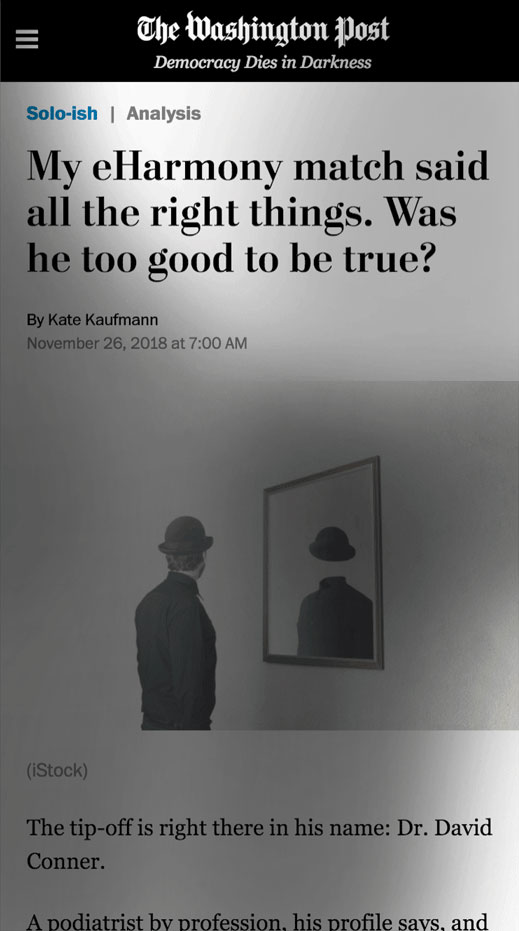 The Washington Post
Democracy Dies in Darkness
Solo-ish | Analysis
My eHarmony match said
all the right things. Was
he too good to be true?
By Kate Kaufmann
November 26, 2018 at 7:00 AM
(iStock)
The tip-off is right there in his name: Dr. David
Conner.
A podiatrist by profession, his profile says, and